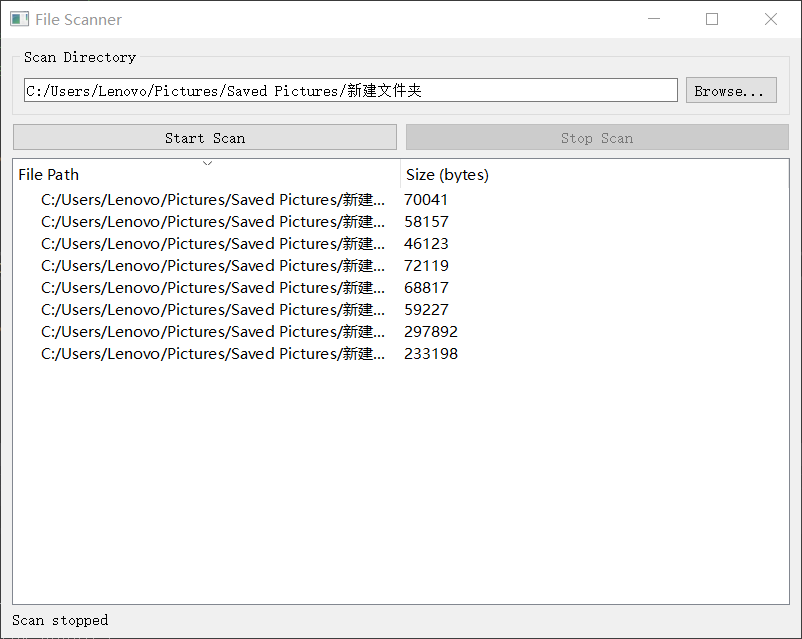 File Scanner
Scan Directory
C:/Users/Lenovo/Pictures/Saved Pictures/新建文件夹 Browse...
Start Scan Stop Scan
File Path Size (bytes)
C:/Users/Lenovo/Pictures/Saved Pictures/新建... 70041
C:/Users/Lenovo/Pictures/Saved Pictures/新建... 58157
C:/Users/Lenovo/Pictures/Saved Pictures/新建... 46123
C:/Users/Lenovo/Pictures/Saved Pictures/新建... 72119
C:/Users/Lenovo/Pictures/Saved Pictures/新建... 68817
C:/Users/Lenovo/Pictures/Saved Pictures/新建... 59227
C:/Users/Lenovo/Pictures/Saved Pictures/新建... 297892
C:/Users/Lenovo/Pictures/Saved Pictures/新建... 233198
Scan stopped